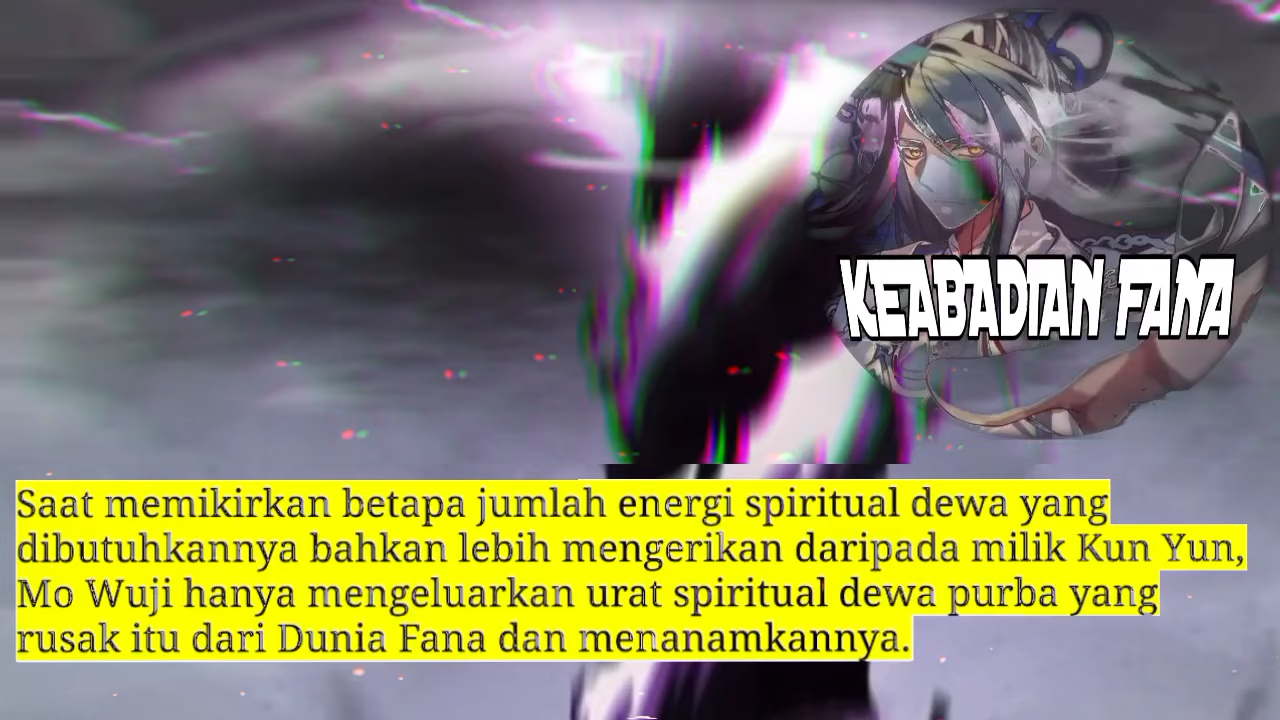 KEABADIAN FANA
Saat memikirkan betapa jumlah energi spiritual dewa yang
dibutuhkannya bahkan lebih mengerikan daripada milik Kun Yun,
Mo Wuji hanya mengeluarkan urat spiritual dewa purba yang
rusak itu dari Dunia Fana dan menanamkannya.